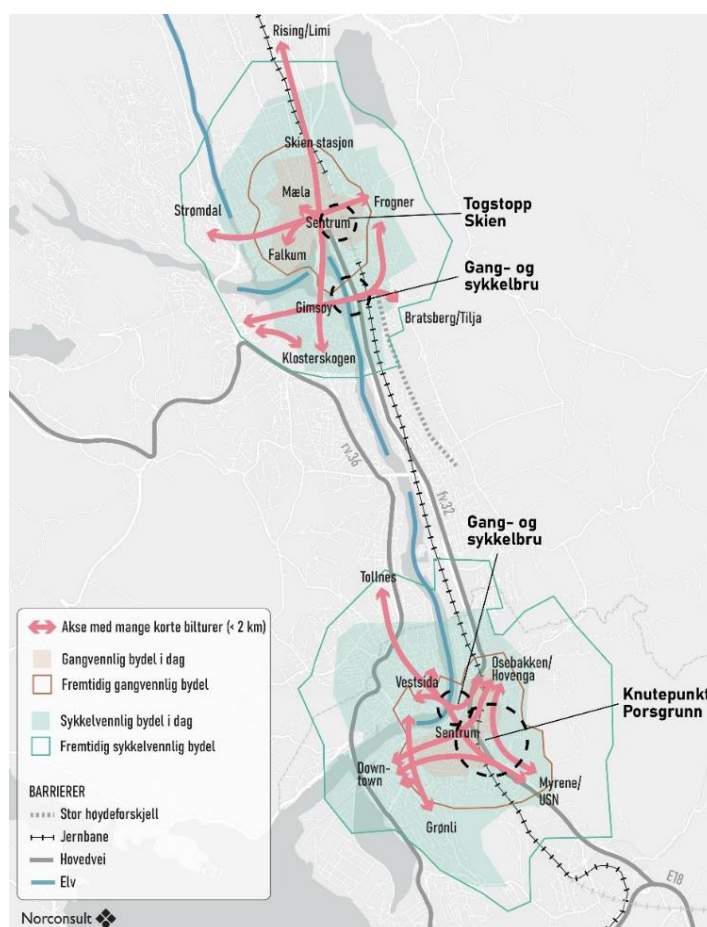 Rising/Limi
Skien stasjon
Mæla
Frogner
Strømdal
Sentrum
Togstopp
Skien
Falkum
Gang- og
sykkelbru
Gimsøy
Bratsberg/Tilja
Klosterskogen
rv.36
fv.32
Gang- og
sykkelbru
Tollnes
Osebakken/
Hovenga
Vestsida
Knutepunkt
Porsgrunn
Sentrum
Down-
town
Myrene/
USN
Grønli
E18
Akse med mange korte bilturer (< 2 km)
Gangvennlig bydel i dag
Fremtidig gangvennlig bydel
Sykkelvennlig bydel i dag
Fremtidig sykkelvennlig bydel
BARRIERER
Stor høydeforskjell
Jernbane
Hovedvei
Elv
Norconsult